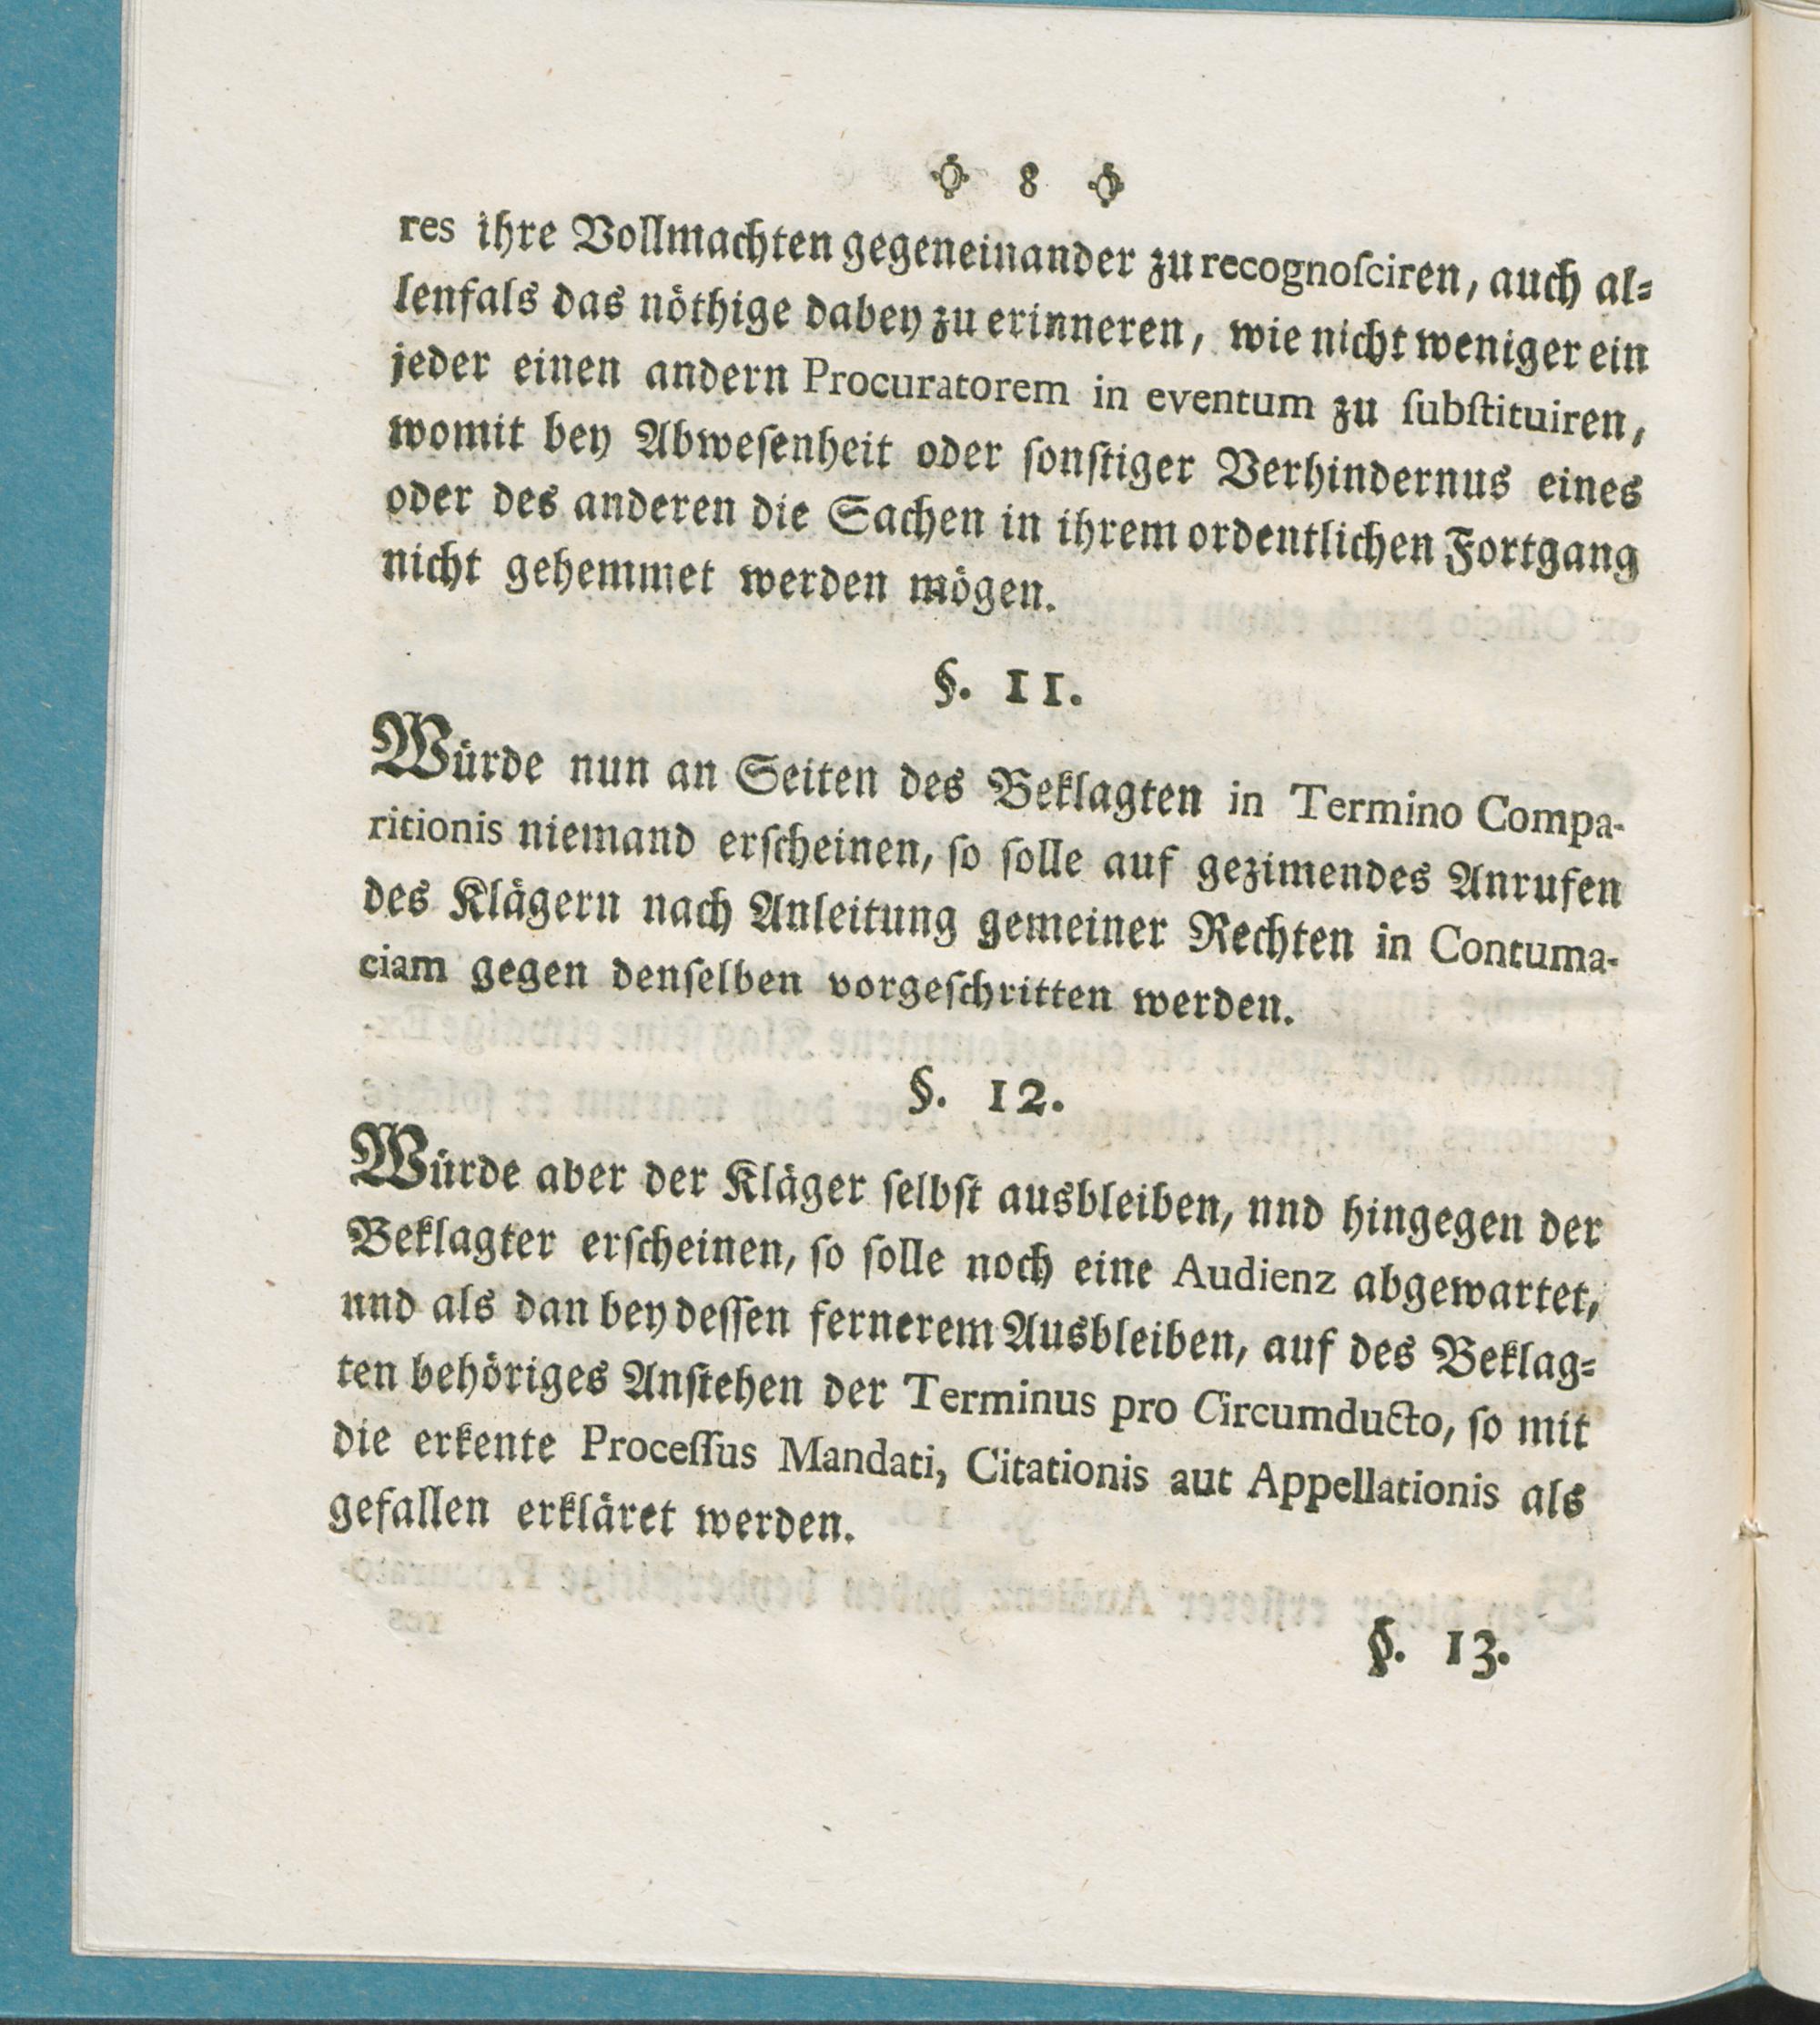 8
res ihre Vollmachten gegeneinander zu recognoſciren, auch al⸗
lenfals das nöthige dabey zu erinneren, wie nicht weniger ein
jeder einen andern Procuratorem in eventum zu ſubſtituiren,
womit bey Abweſenheit oder ſonſtiger Verhindernus eines
oder des anderen die Sachen in ihrem ordentlichen Fortgang
nicht gehemmet werden mögen.
§. 11.
Würde nun an Seiten des Beklagten in Termino Compa-
ritionis niemand erſcheinen, ſo ſolle auf gezimendes Anrufen
des Klägern nach Anleitung gemeiner Rechten in Contuma-
ciam gegen denſelben vorgeſchritten werden.
§. 12.
Würde aber der Kläger ſelbſt ausbleiben, nnd hingegen der
Beklagter erſcheinen, ſo ſolle noch eine Audienz abgewartet,
und als dan bey deſſen fernerem Ausbleiben, auf des Beklag⸗
ten behöriges Anſtehen der Terminus pro Circumducto, ſo mit
die erkente Proceſſus Mandati, Citationis aut Appellationis als
gefallen erkläret werden.
§. 13.